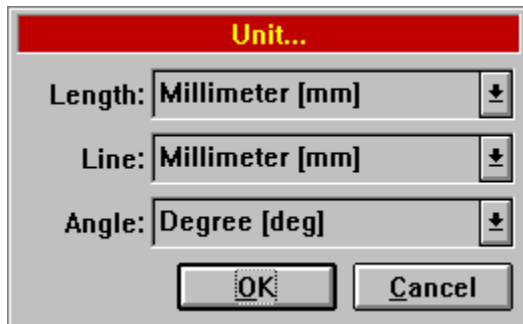 Unit...
Length: Millimeter [mm]
Line: Millimeter [mm]
Angle: Degree [deg]
OK Cancel